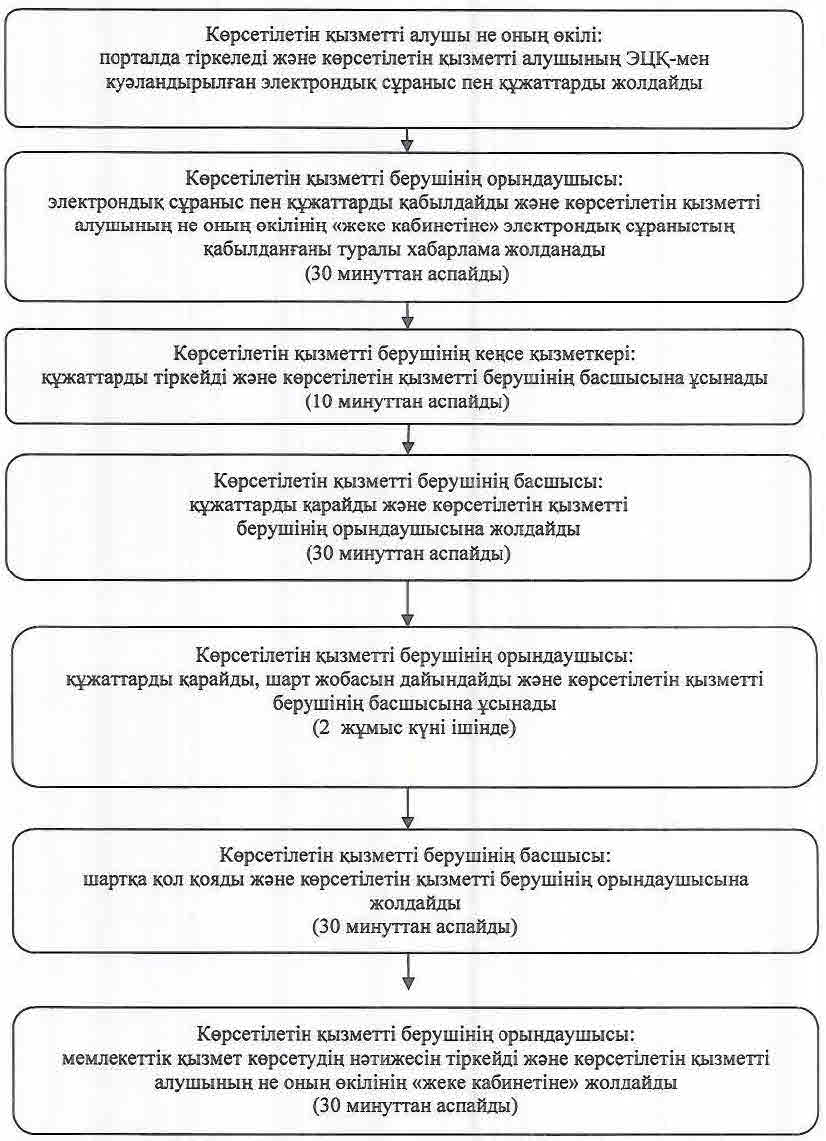 Көрсетілетін қызметті алушы не оның өкілі:
порталда тіркеледі және көрсетілетін қызметті алушының ЭЦҚ-мен
куәландырылған электрондық сұраныс пен құжаттарды жолдайды
Көрсетілетін қызметті берушінің орындаушысы:
электрондық сұраныс пен құжаттарды қабылдайды және көрсетілетін қызметті
алушының не оның өкілінің «жеке кабинетіне» электрондық сұраныстың
қабылданғаны туралы хабарлама жолданады
(30 минуттан аспайды)
Көрсетілетін қызметті берушінің кеңсе қызметкері:
құжаттарды тіркейді және көрсетілетін қызметті берушінің басшысына ұсынады
(10 минуттан аспайды)
Көрсетілетін қызметті берушінің басшысы:
құжаттарды қарайды және көрсетілетін қызметті
берушінің орындаушысына жолдайды
(30 минуттан аспайды)
Көрсетілетін қызметті берушінің орындаушысы:
құжаттарды қарайды, шарт жобасын дайындайды және көрсетілетін қызметті
берушінің басшысына ұсынады
(2 жұмыс күні ішінде)
Көрсетілетін қызметті берушінің басшысы:
шартқа қол қояды және көрсетілетін қызметті берушінің орындаушысына
жолдайды
(30 минуттан аспайды)
Көрсетілетін қызметті берушінің орындаушысы:
мемлекеттік қызмет көрсетудің нәтижесін тіркейді және көрсетілетін қызметті
алушының не оның өкілінің «жеке кабинетіне» жолдайды
(30 минуттан аспайды)